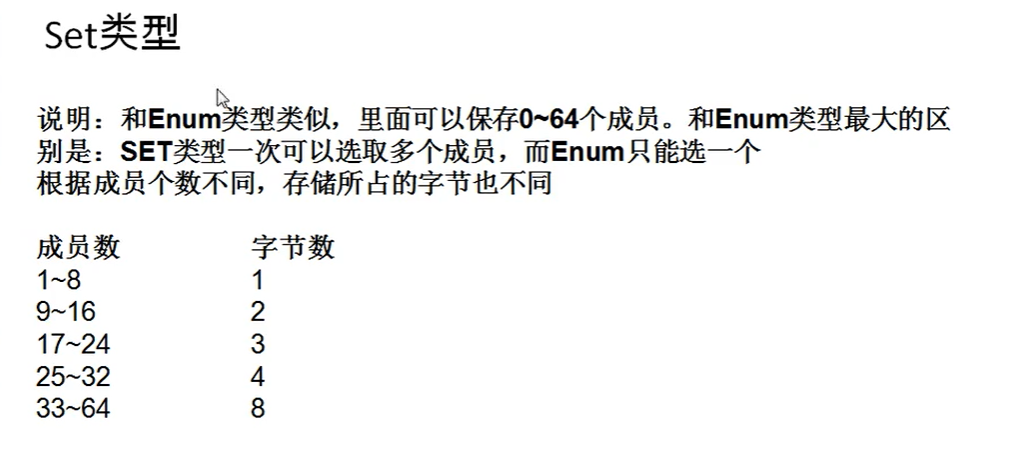 Set类型
说明：和Enum类型类似，里面可以保存0~64个成员。和Enum类型最大的区
别是：SET类型一次可以选取多个成员，而Enum只能选一个
根据成员个数不同，存储所占的字节也不同
成员数 字节数
1~8 1
9~16 2
17~24 3
25~32 4
33~64 8